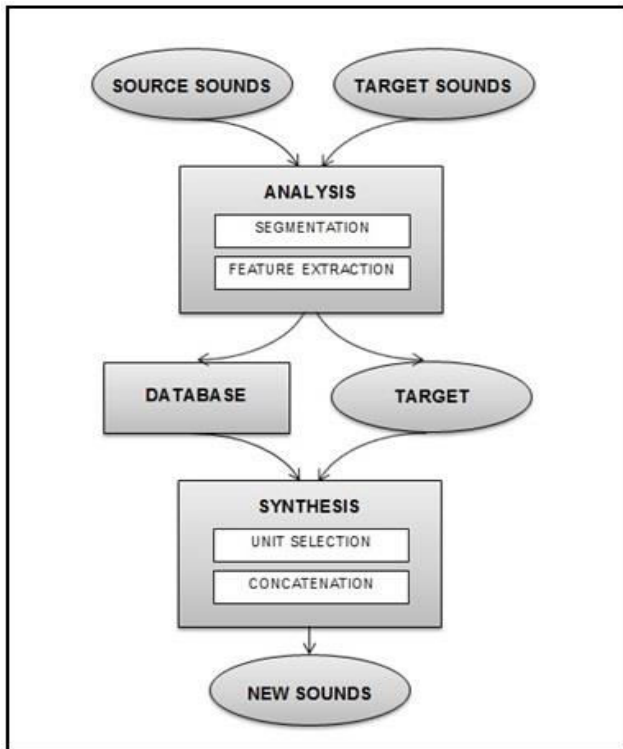 SOURCE SOUNDS
TARGET SOUNDS
ANALYSIS
SEGMENTATION
FEATURE EXTRACTION
DATABASE
TARGET
SYNTHESIS
UNIT SELECTION
CONCATENATION
NEW SOUNDS